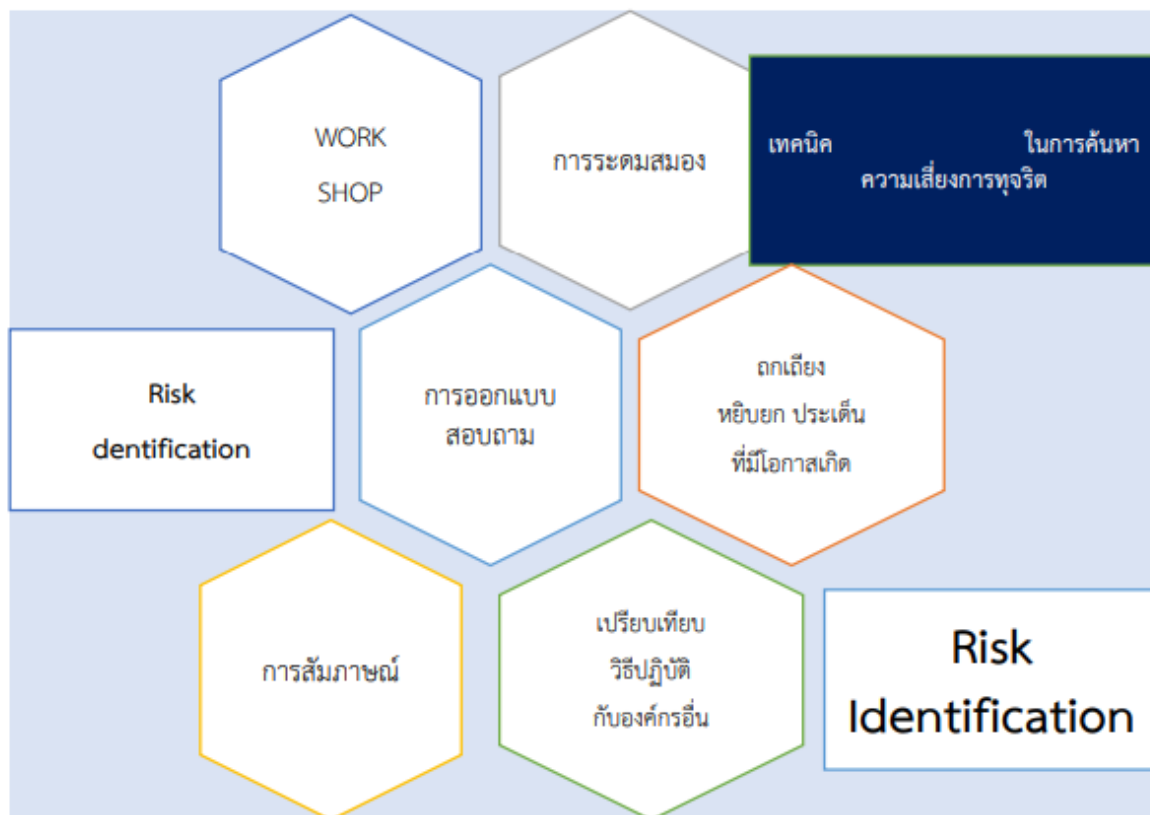 WORK
SHOP
การระดมสมอง
เทคนิค ในการค้นหา
ความเสี่ยงการทุจริต
Risk
dentification
การออกแบบ
สอบถาม
ถกเถียง
หยิบยก ประเด็น
ที่มีโอกาสเกิด
การสัมภาษณ์
เปรียบเทียบ
วิธีปฏิบัติ
กับองค์กรอื่น
Risk
Identification